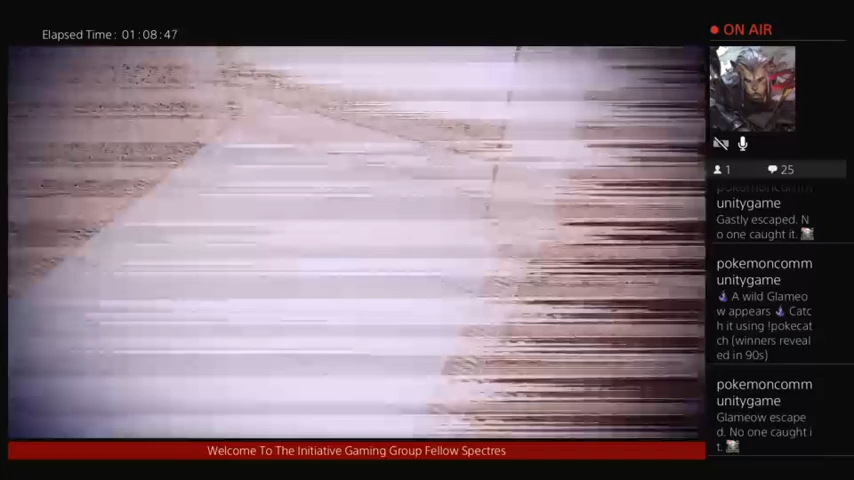 Elapsed Time: 01:08:47
ON AIR
1 25
unitygame
Gastly escaped. N
o one caught it.
pokemoncomm
unitygame
A wild Glameo
w appears Catc
h it using !pokecat
ch (winners reveal
ed in 90s)
pokemoncomm
unitygame
Glameow escape
d. No one caught i
t.
Welcome To The Initiative Gaming Group Fellow Spectres